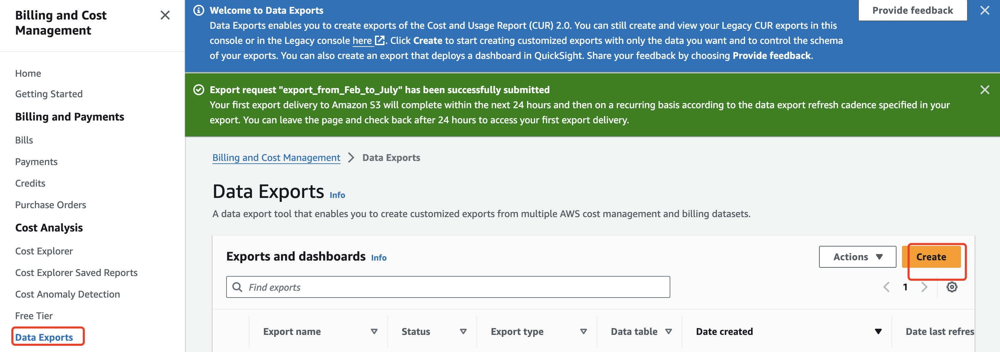 Billing and Cost
Management
Home
Getting Started
Billing and Payments
Bills
Payments
Credits
Purchase Orders
Cost Analysis
Cost Explorer
Cost Explorer Saved Reports
Cost Anomaly Detection
Free Tier
Data Exports
Welcome to Data Exports
Provide feedback
Data Exports enables you to create exports of the Cost and Usage Report (CUR) 2.0. You can still create and view your Legacy CUR exports in this
console or in the Legacy console here. Click Create to start creating customized exports with only the data you want and to control the schema
of your exports. You can also create an export that deploys a dashboard in QuickSight. Share your feedback by choosing Provide feedback.
Export request "export_from_Feb_to_July" has been successfully submitted
Your first export delivery to Amazon S3 will complete within the next 24 hours and then on a recurring basis according to the data export refresh cadence specified in your
export. You can leave the page and check back after 24 hours to access your first export delivery.
Billing and Cost Management > Data Exports
Data Exports Info
A data export tool that enables you to create customized exports from multiple AWS cost management and billing datasets.
Exports and dashboards Info
Actions
Create
Find exports
1
Export name
Status
Export type
Data table
Date created
Date last refres